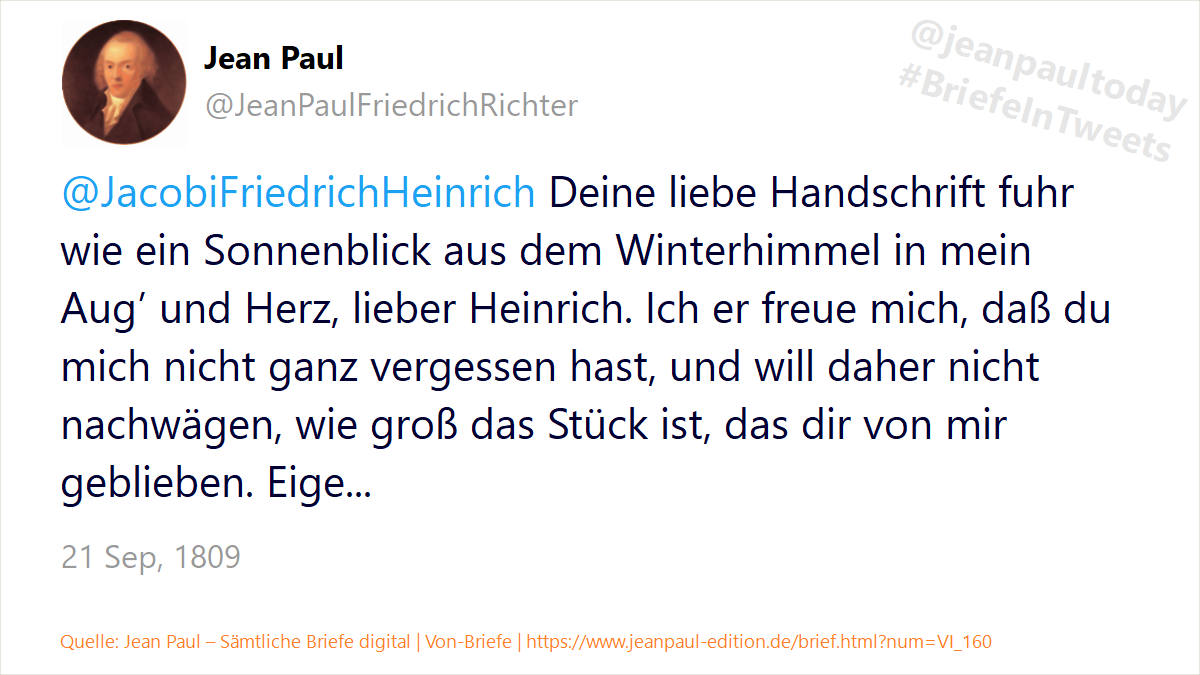 Jean Paul
@JeanPaulFriedrichRichter
@jeanpaultoday
#BriefeInTweets
@JacobiFriedrichHeinrich Deine liebe Handschrift fuhr
wie ein Sonnenblick aus dem Winterhimmel in mein
Aug’ und Herz, lieber Heinrich. Ich er freue mich, daß du
mich nicht ganz vergessen hast, und will daher nicht
nachwägen, wie groß das Stück ist, das dir von mir
geblieben. Eige...
21 Sep, 1809
Quelle: Jean Paul – Sämtliche Briefe digital | Von-Briefe | https://www.jeanpaul-edition.de/brief.html?num=VI_160